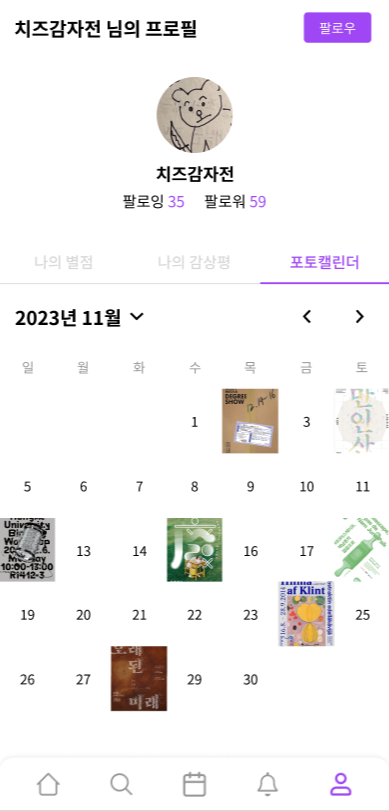 치즈감자전 님의 프로필
팔로우
치즈감자전
팔로잉 35 팔로워 59
나의 별점 나의 감상평 포토캘린더
2023년 11월
일 월 화 수 목 금 토
1 DEGREE SHOW 3 만인사
5 6 7 8 9 10 11
University
Biology
13 14 16 17
10:00-13:00
R1412-3
19 20 21 22 23 25
Hilma
af Klint
26 27 29 30
오래
된
미래